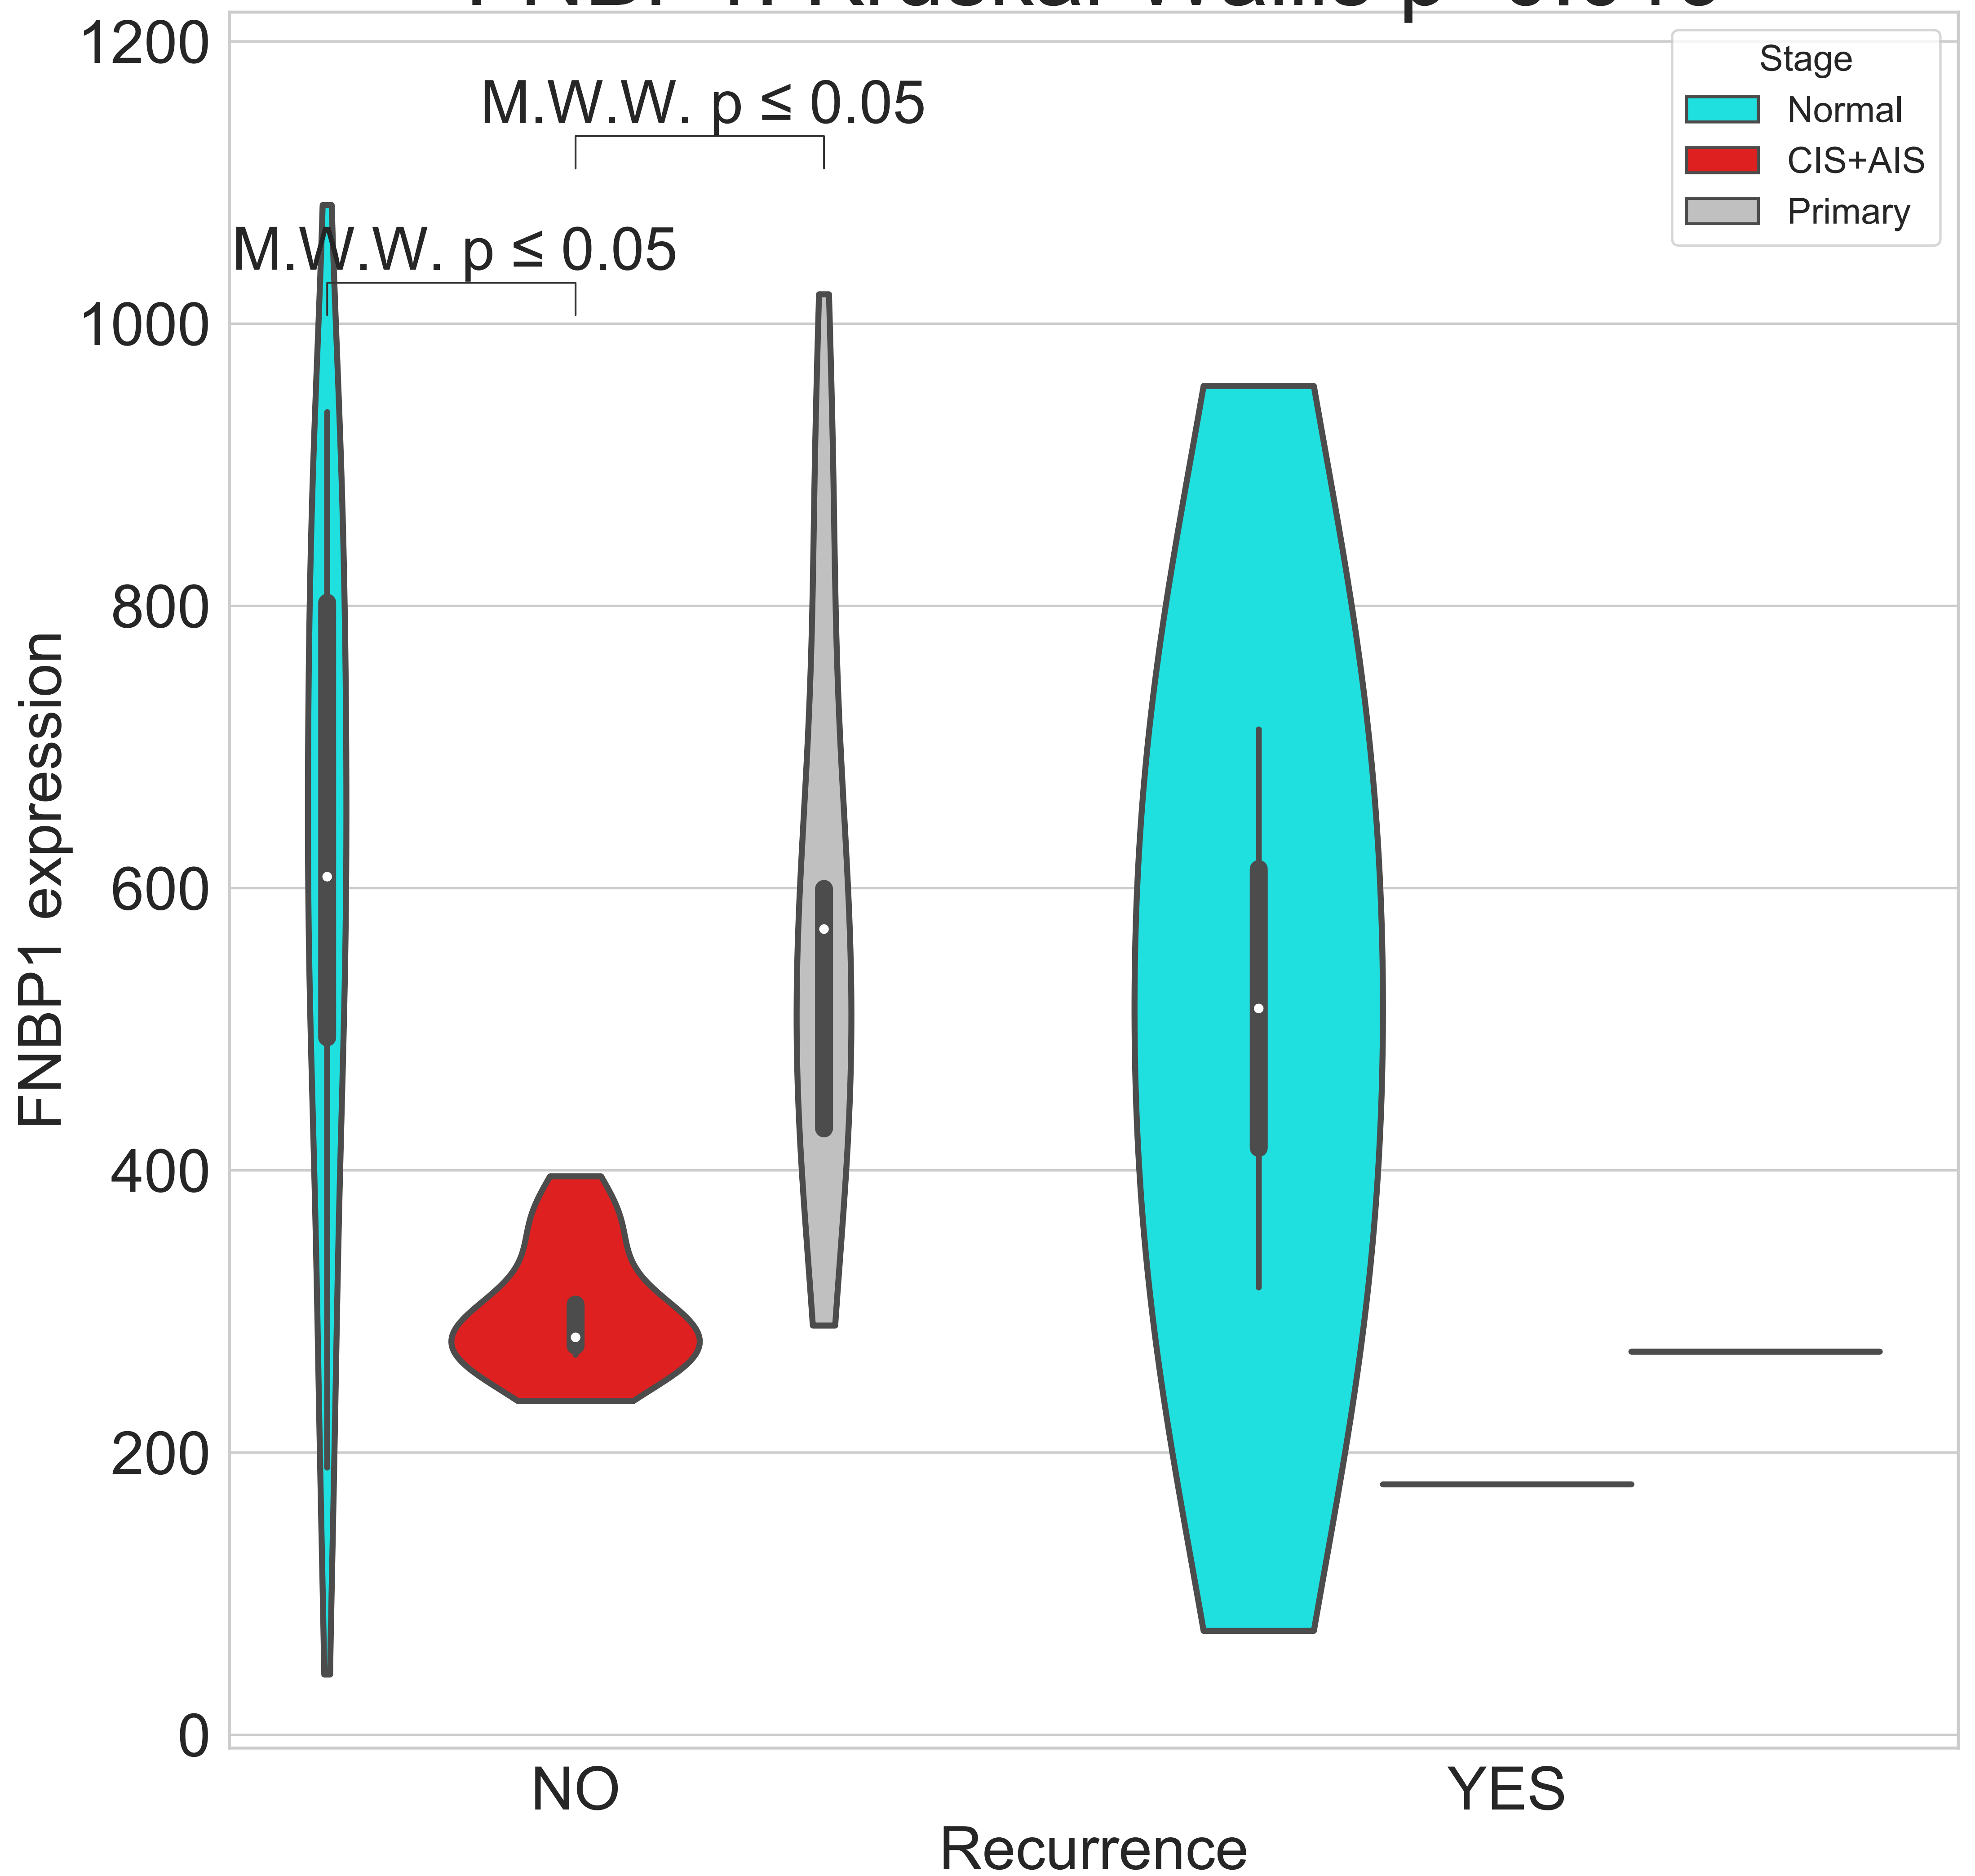 1200
M.W.W. p ≤ 0.05
M.W.W. p ≤ 0.05
1000
800
600
400
200
0
FNBP1 expression
Stage
Normal
CIS+AIS
Primary
NO
YES
Recurrence